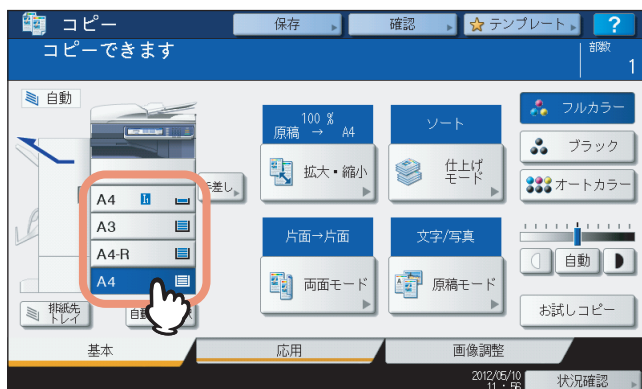 コピー
保存
確認
テンプレート
?
コピーできます
部数
1
自動
100 %
原稿 → A4
拡大・縮小
ソート
仕上げ
モード
フルカラー
ブラック
オートカラー
差し
A4
A3
A4-R
A4
片面→片面
両面モード
文字/写真
原稿モード
自動
排紙先
トレイ
自
お試しコピー
基本
応用
画像調整
2012/05/10
11 : 56
状況確認